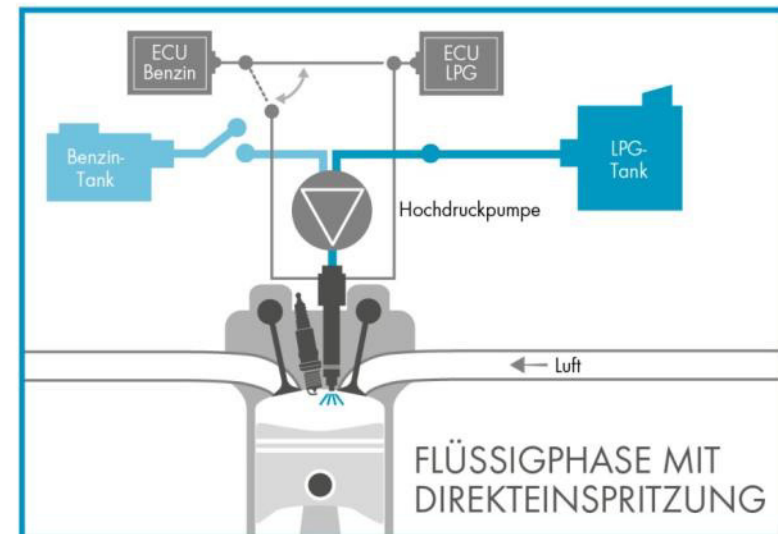 ECU
Benzin
ECU
LPG
Benzin-
Tank
LPG-
Tank
Hochdruckpumpe
Luft
FLÜSSIGPHASE MIT
DIREKTEINSPRITZUNG